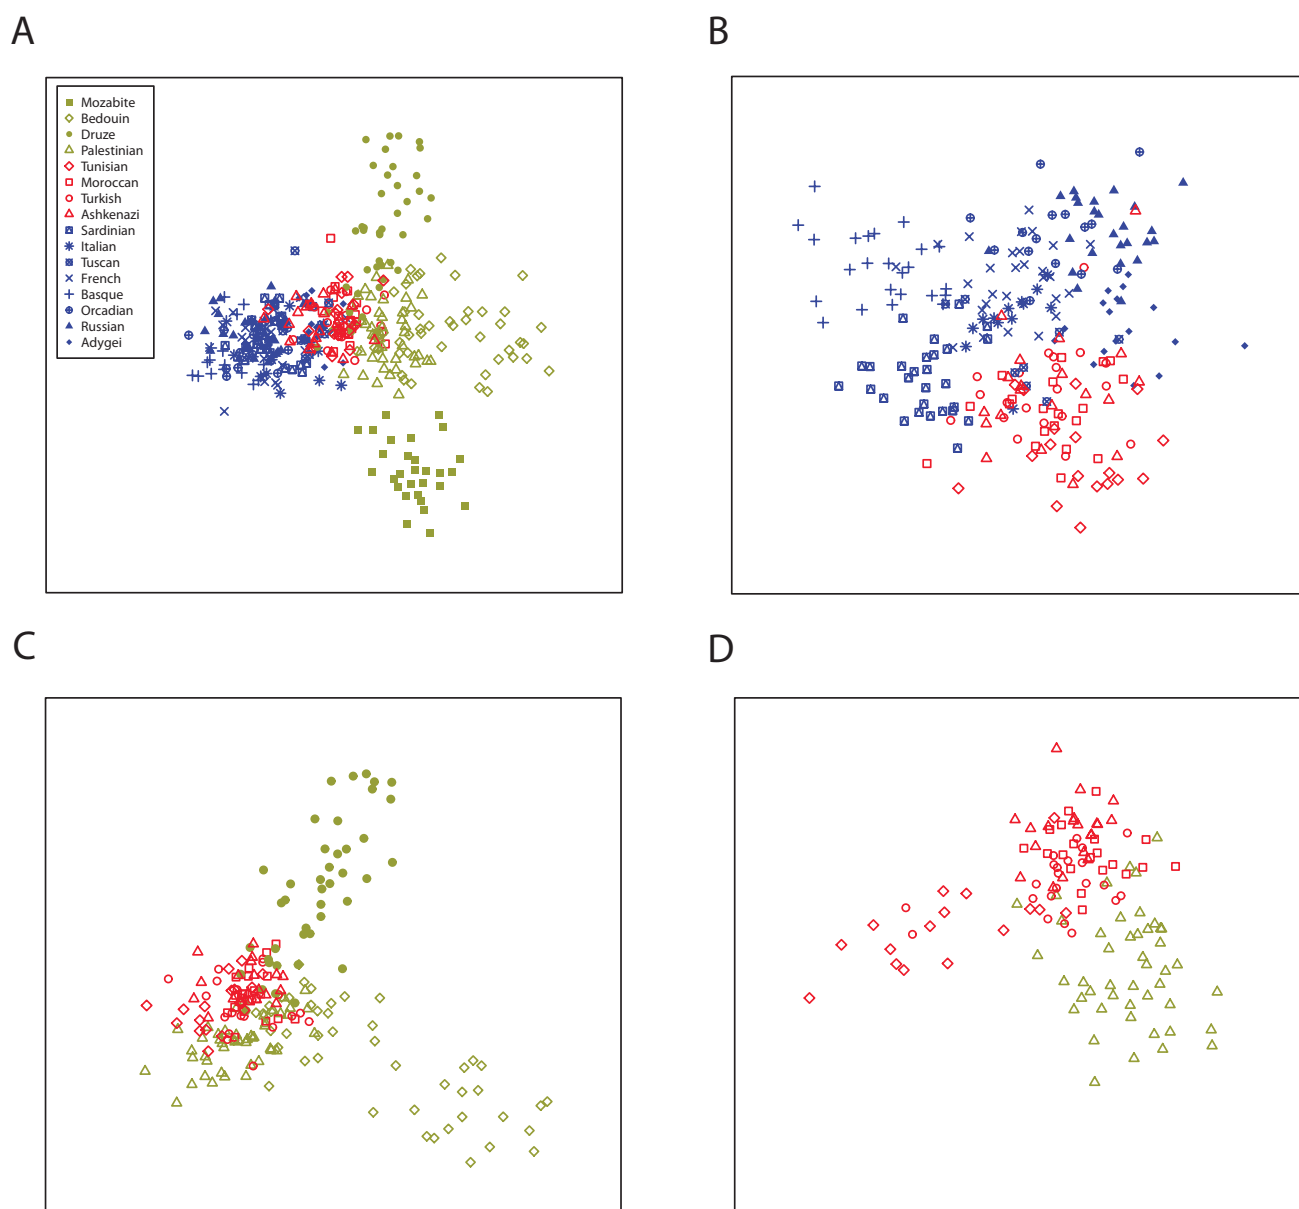 A
B
Mozabite
Bedouin
Druze
Palestinian
Tunisian
Moroccan
Turkish
Ashkenazi
Sardinian
Italian
Tuscan
French
Basque
Orcadian
Russian
Adygei
C
D